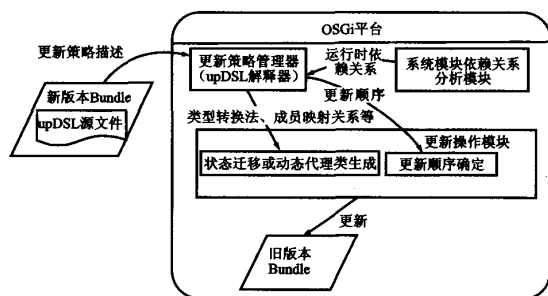 OSGi平台
更新策略描述
更新策略管理器
（upDSL解释器）
运行时依
赖关系
系统模块依赖关系
分析模块
新版本Bundle
upDSL源文件
更新顺序
类型转换法、成员映射关系等
更新操作模块
状态迁移或动态代理类生成
更新顺序确定
更新
旧版本
Bundle